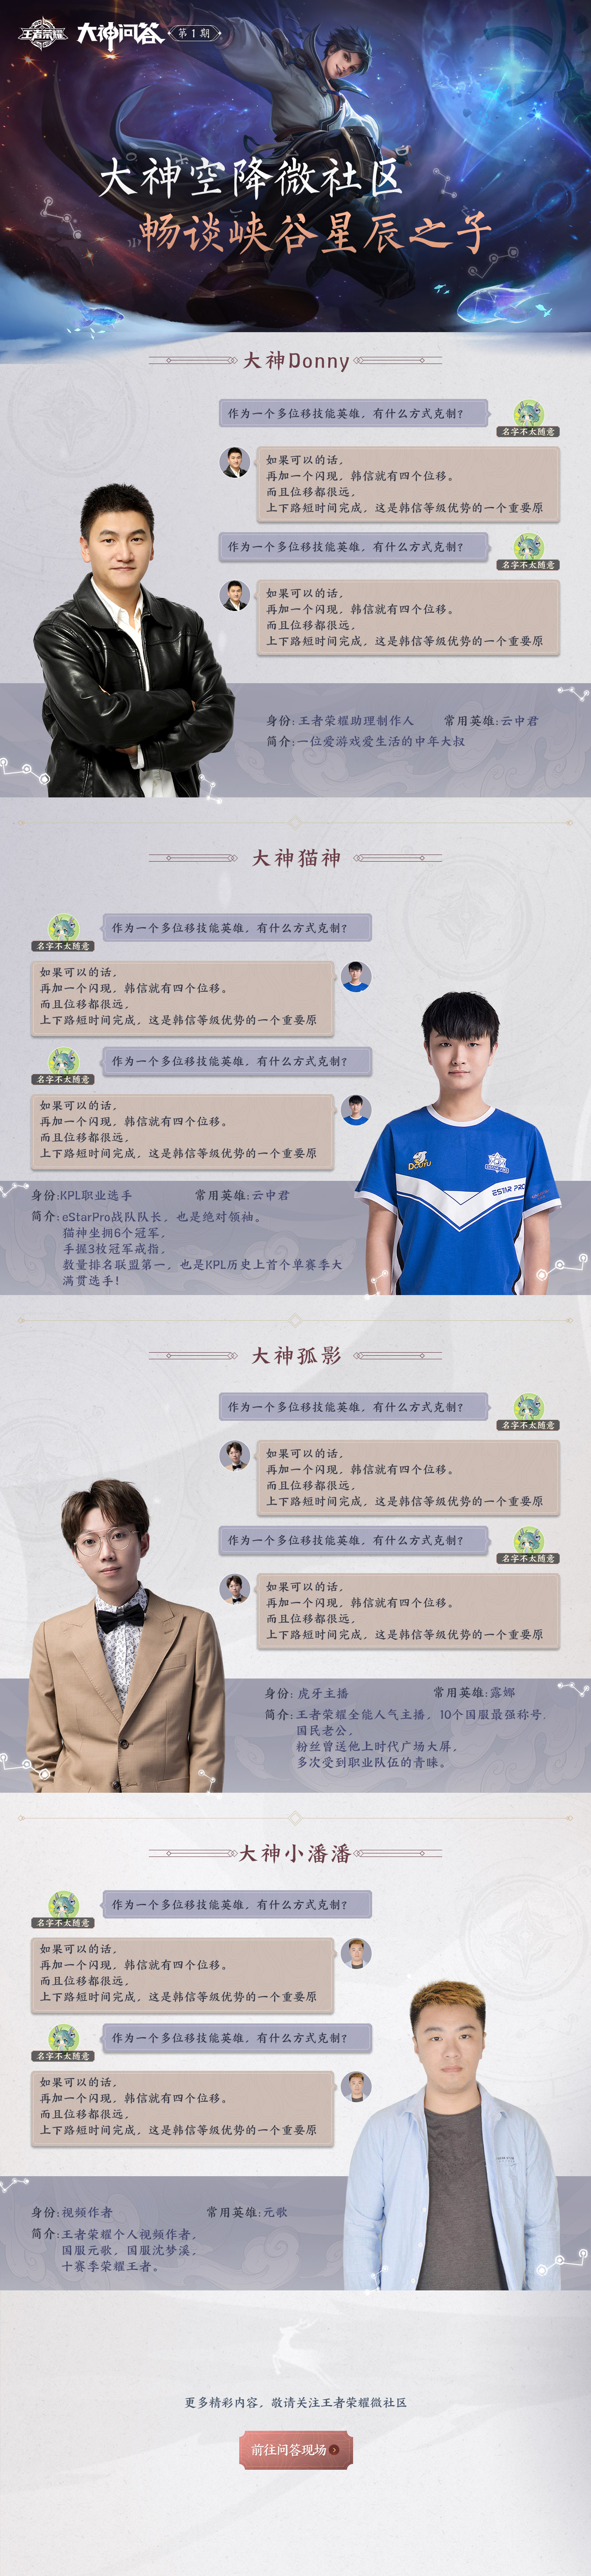 王者荣耀
大神问答
第1期
大神空降微社区
畅谈峡谷星辰之子
大神Donny
作为一个多位移技能英雄，有什么方式克制？
名字不太随意
如果可以的话，
再加一个闪现，韩信就有四个位移。
而且位移都很远，
上下路短时间完成，这是韩信等级优势的一个重要原
作为一个多位移技能英雄，有什么方式克制？
名字不太随意
如果可以的话，
再加一个闪现，韩信就有四个位移。
而且位移都很远，
上下路短时间完成，这是韩信等级优势的一个重要原
身份：王者荣耀助理制作人 常用英雄：云中君
简介：一位爱游戏爱生活的中年大叔
大神猫神
作为一个多位移技能英雄，有什么方式克制？
名字不太随意
如果可以的话，
再加一个闪现，韩信就有四个位移。
而且位移都很远，
上下路短时间完成，这是韩信等级优势的一个重要原
作为一个多位移技能英雄，有什么方式克制？
名字不太随意
如果可以的话，
再加一个闪现，韩信就有四个位移。
而且位移都很远，
上下路短时间完成，这是韩信等级优势的一个重要原
DOUYU
ESTAR PRO
身份：KPL职业选手 常用英雄：云中君
简介：eStarPro战队队长，也是绝对领袖。
猫神坐拥6个冠军，
手握3枚冠军戒指，
数量排名联盟第一，也是KPL历史上首个单赛季大
满贯选手！
大神孤影
作为一个多位移技能英雄，有什么方式克制？
名字不太随意
如果可以的话，
再加一个闪现，韩信就有四个位移。
而且位移都很远，
上下路短时间完成，这是韩信等级优势的一个重要原
作为一个多位移技能英雄，有什么方式克制？
名字不太随意
如果可以的话，
再加一个闪现，韩信就有四个位移。
而且位移都很远，
上下路短时间完成，这是韩信等级优势的一个重要原
身份：虎牙主播 常用英雄：露娜
简介：王者荣耀全能人气主播，10个国服最强称号，
国民老公，
粉丝曾送他上时代广场大屏，
多次受到职业队伍的青睐。
大神小潘潘
作为一个多位移技能英雄，有什么方式克制？
名字不太随意
如果可以的话，
再加一个闪现，韩信就有四个位移。
而且位移都很远，
上下路短时间完成，这是韩信等级优势的一个重要原
作为一个多位移技能英雄，有什么方式克制？
名字不太随意
如果可以的话，
再加一个闪现，韩信就有四个位移。
而且位移都很远，
上下路短时间完成，这是韩信等级优势的一个重要原
身份：视频作者 常用英雄：元歌
简介：王者荣耀个人视频作者，
国服元歌，国服沈梦溪，
十赛季荣耀王者。
更多精彩内容，敬请关注王者荣耀微社区
前往问答现场